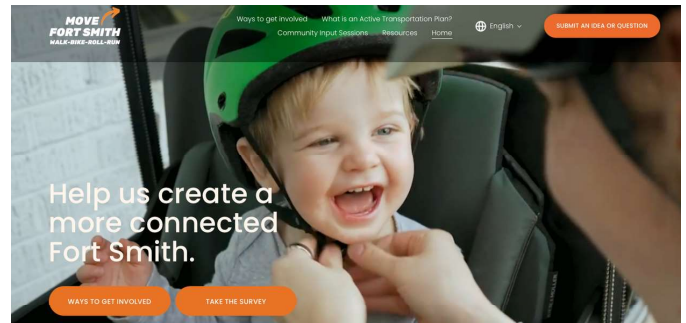 MOVE
FORT SMITH
WALK-BIKE-ROLL-RUN
Ways to get involved What is an Active Transportation Plan?
Community Input Sessions Resources Home
English
SUBMIT AN IDEA OR QUESTION
Help us create a
more connected
Fort Smith.
WAYS TO GET INVOLVED
TAKE THE SURVEY